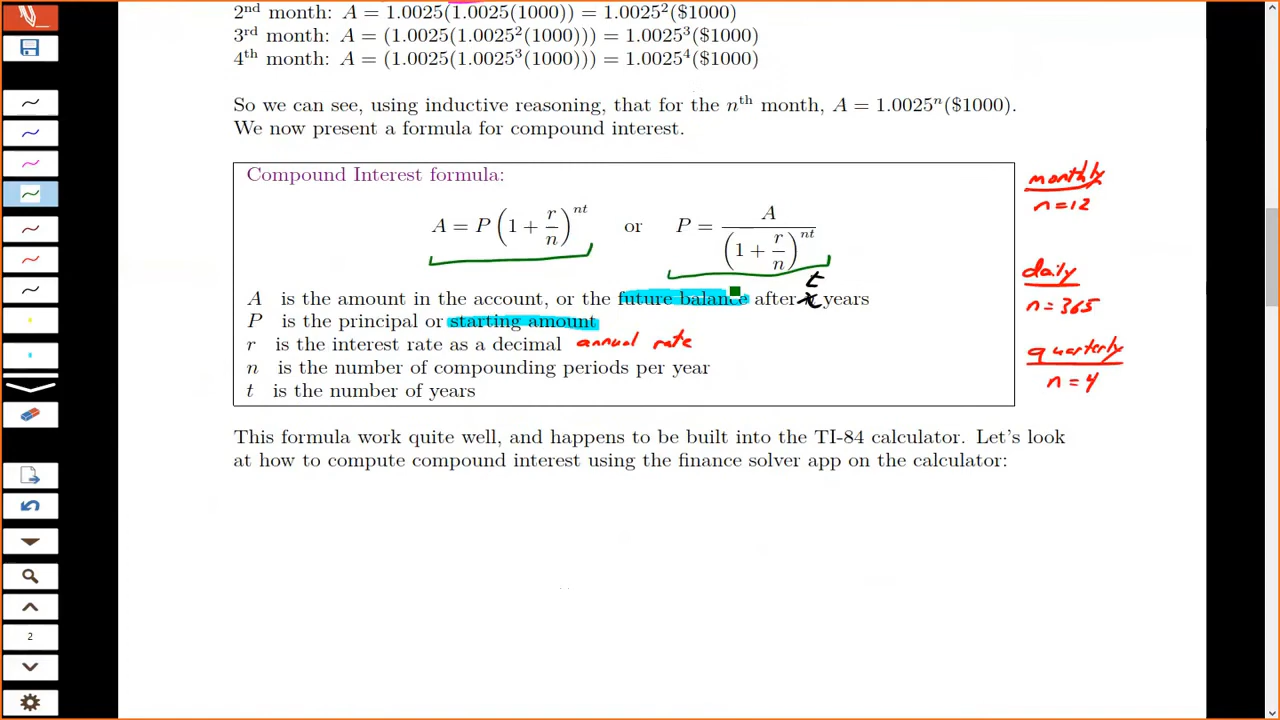 2nd month: A = 1.0025(1.0025(1000)) = 1.0025²($1000)
3rd month: A = (1.0025(1.0025²(1000))) = 1.0025³($1000)
4th month: A = (1.0025(1.0025³(1000))) = 1.0025⁴($1000)
So we can see, using inductive reasoning, that for the nth month, A = 1.0025ⁿ($1000).
We now present a formula for compound interest.
Compound Interest formula:
A = P(1 + r/n)^nt or P = A/(1 + r/n)^nt
t
A is the amount in the account, or the future balance after years
P is the principal or starting amount
r is the interest rate as a decimal annual rate
n is the number of compounding periods per year
t is the number of years
monthly
n=12
daily
n=365
quarterly
n=4
This formula work quite well, and happens to be built into the TI-84 calculator. Let's look
at how to compute compound interest using the finance solver app on the calculator:
2